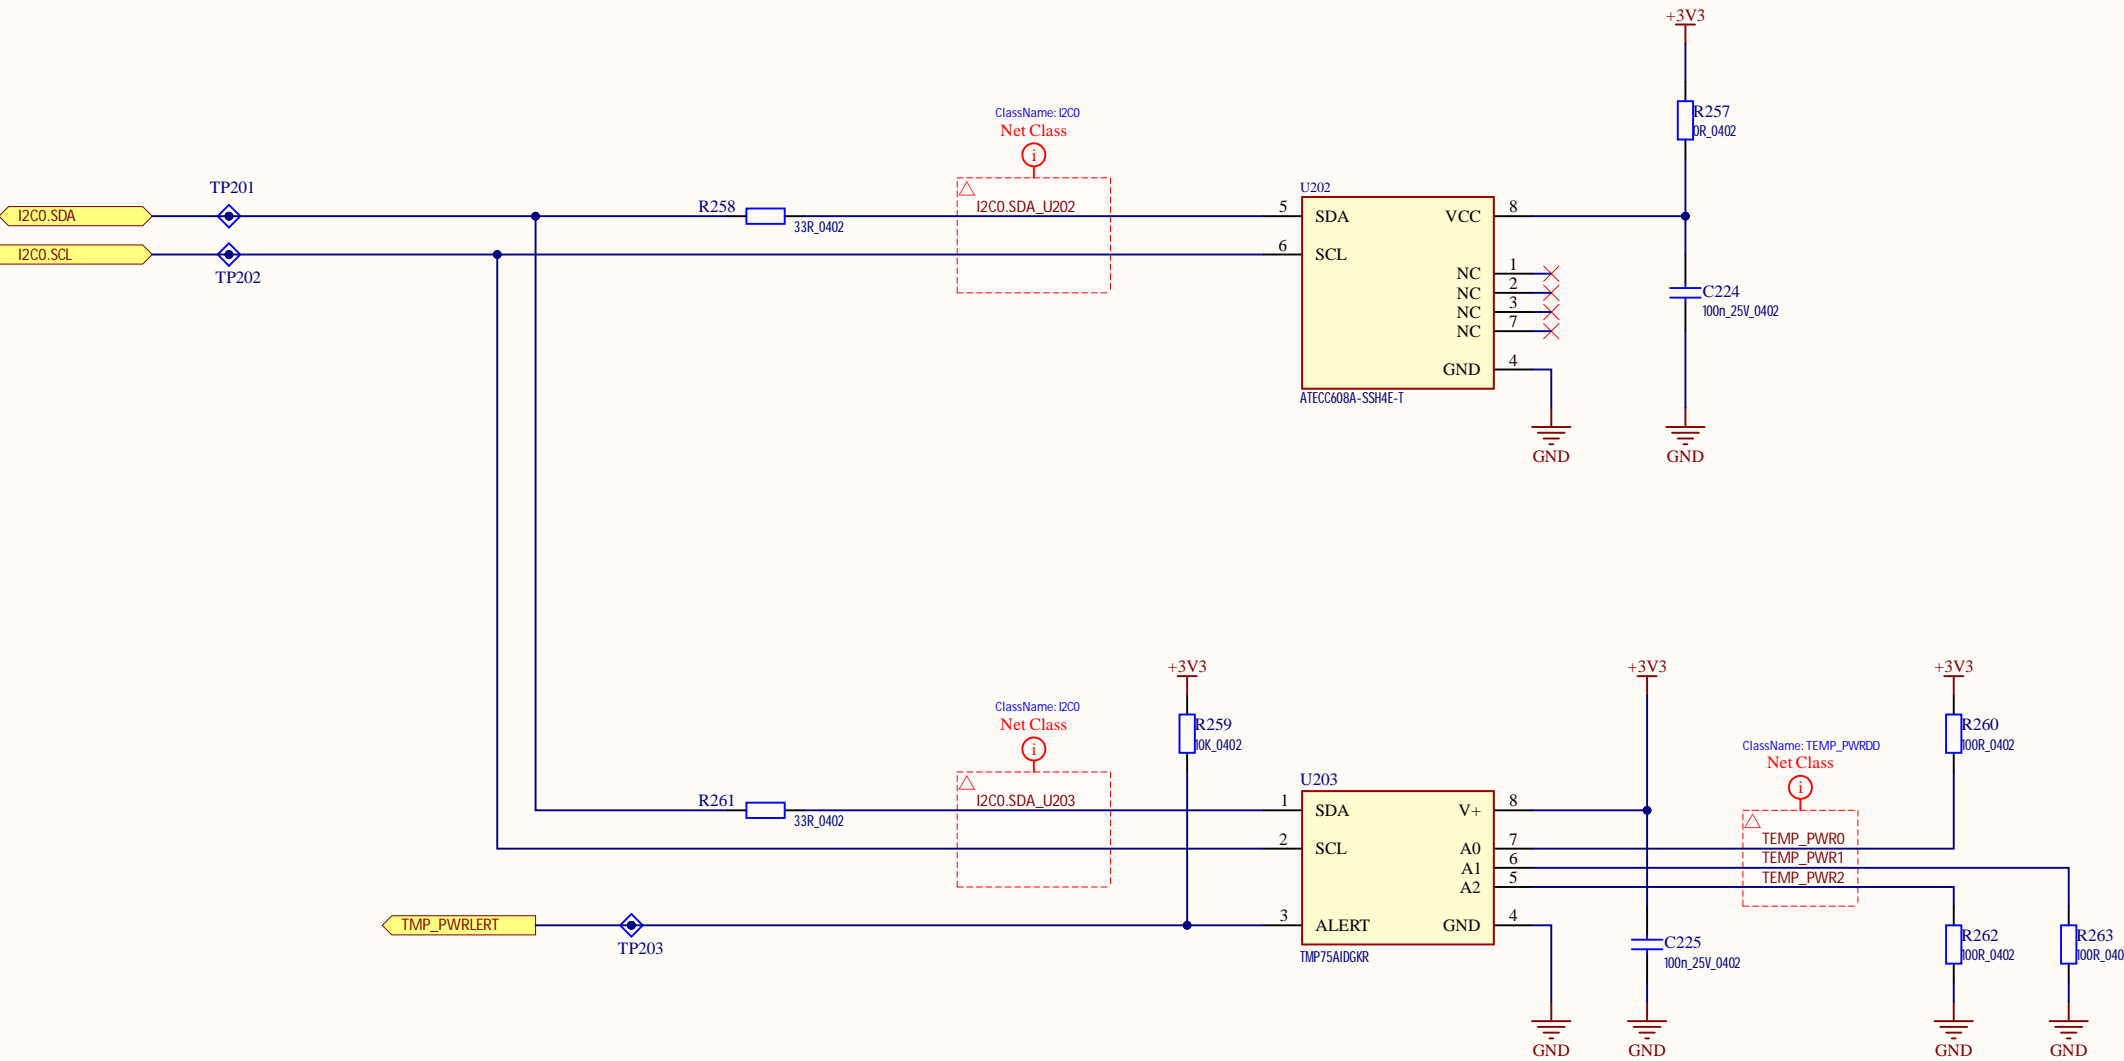 +3V3
R257
0R_0402
ClassName: I2C0
Net Class
i
TP201
I2C0.SDA
R258
33R_0402
I2C0.SDA_U202
I2C0.SCL
TP202
U202
5
SDA
VCC
8
6
SCL
NC
1
NC
2
NC
3
NC
7
GND
4
ATECC608A-SSH4E-T
C224
100n_25V_0402
GND
GND
+3V3
+3V3
+3V3
ClassName: I2C0
Net Class
i
R259
10K_0402
R260
100R_0402
ClassName: TEMP_PWRDD
Net Class
i
R261
33R_0402
I2C0.SDA_U203
U203
1
SDA
V+
8
2
SCL
A0
7
TEMP_PWR0
A1
6
TEMP_PWR1
A2
5
TEMP_PWR2
TMP_PWRLERT
TP203
3
ALERT
GND
4
TMP75AIDGKR
C225
100n_25V_0402
R262
100R_0402
R263
100R_040
GND
GND
GND
GND